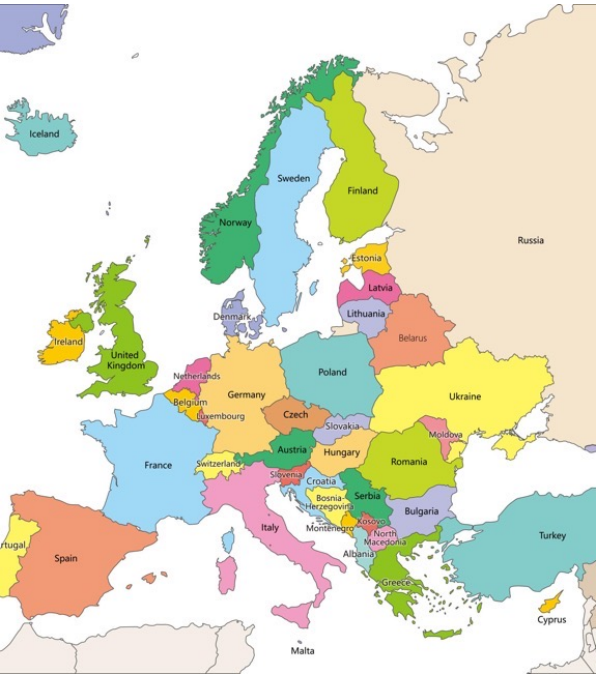 Iceland
Sweden
Finland
Norway
Russia
Estonia
Latvia
Denmark
Lithuania
Ireland
Belarus
United
Kingdom
Netherlands
Poland
Germany
Ukraine
Belgium
Luxembourg
Czech
Slovakia
Moldova
Austria
Hungary
France
Switzerland
Romania
Slovenia
Croatia
Bosnia-
Herzegovina
Serbia
Bulgaria
Italy
Montenegro
Kosovo
North
Macedonia
Turkey
rtugal
Spain
Albania
Greece
Cyprus
Malta